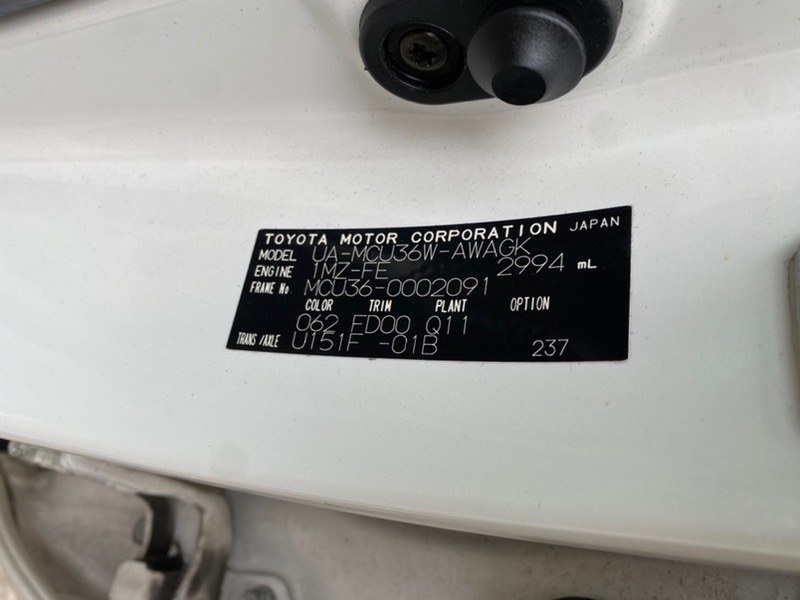 TOYOTA MOTOR CORPORATION JAPAN
MODEL UA-MCU36W-AWAGK
ENGINE 1MZ-FE 2994 mL
FRAME No. MCU36-0002091
COLOR TRIM PLANT OPTION
062 FD00 Q11
TRANS/AXLE U151F -01B 237